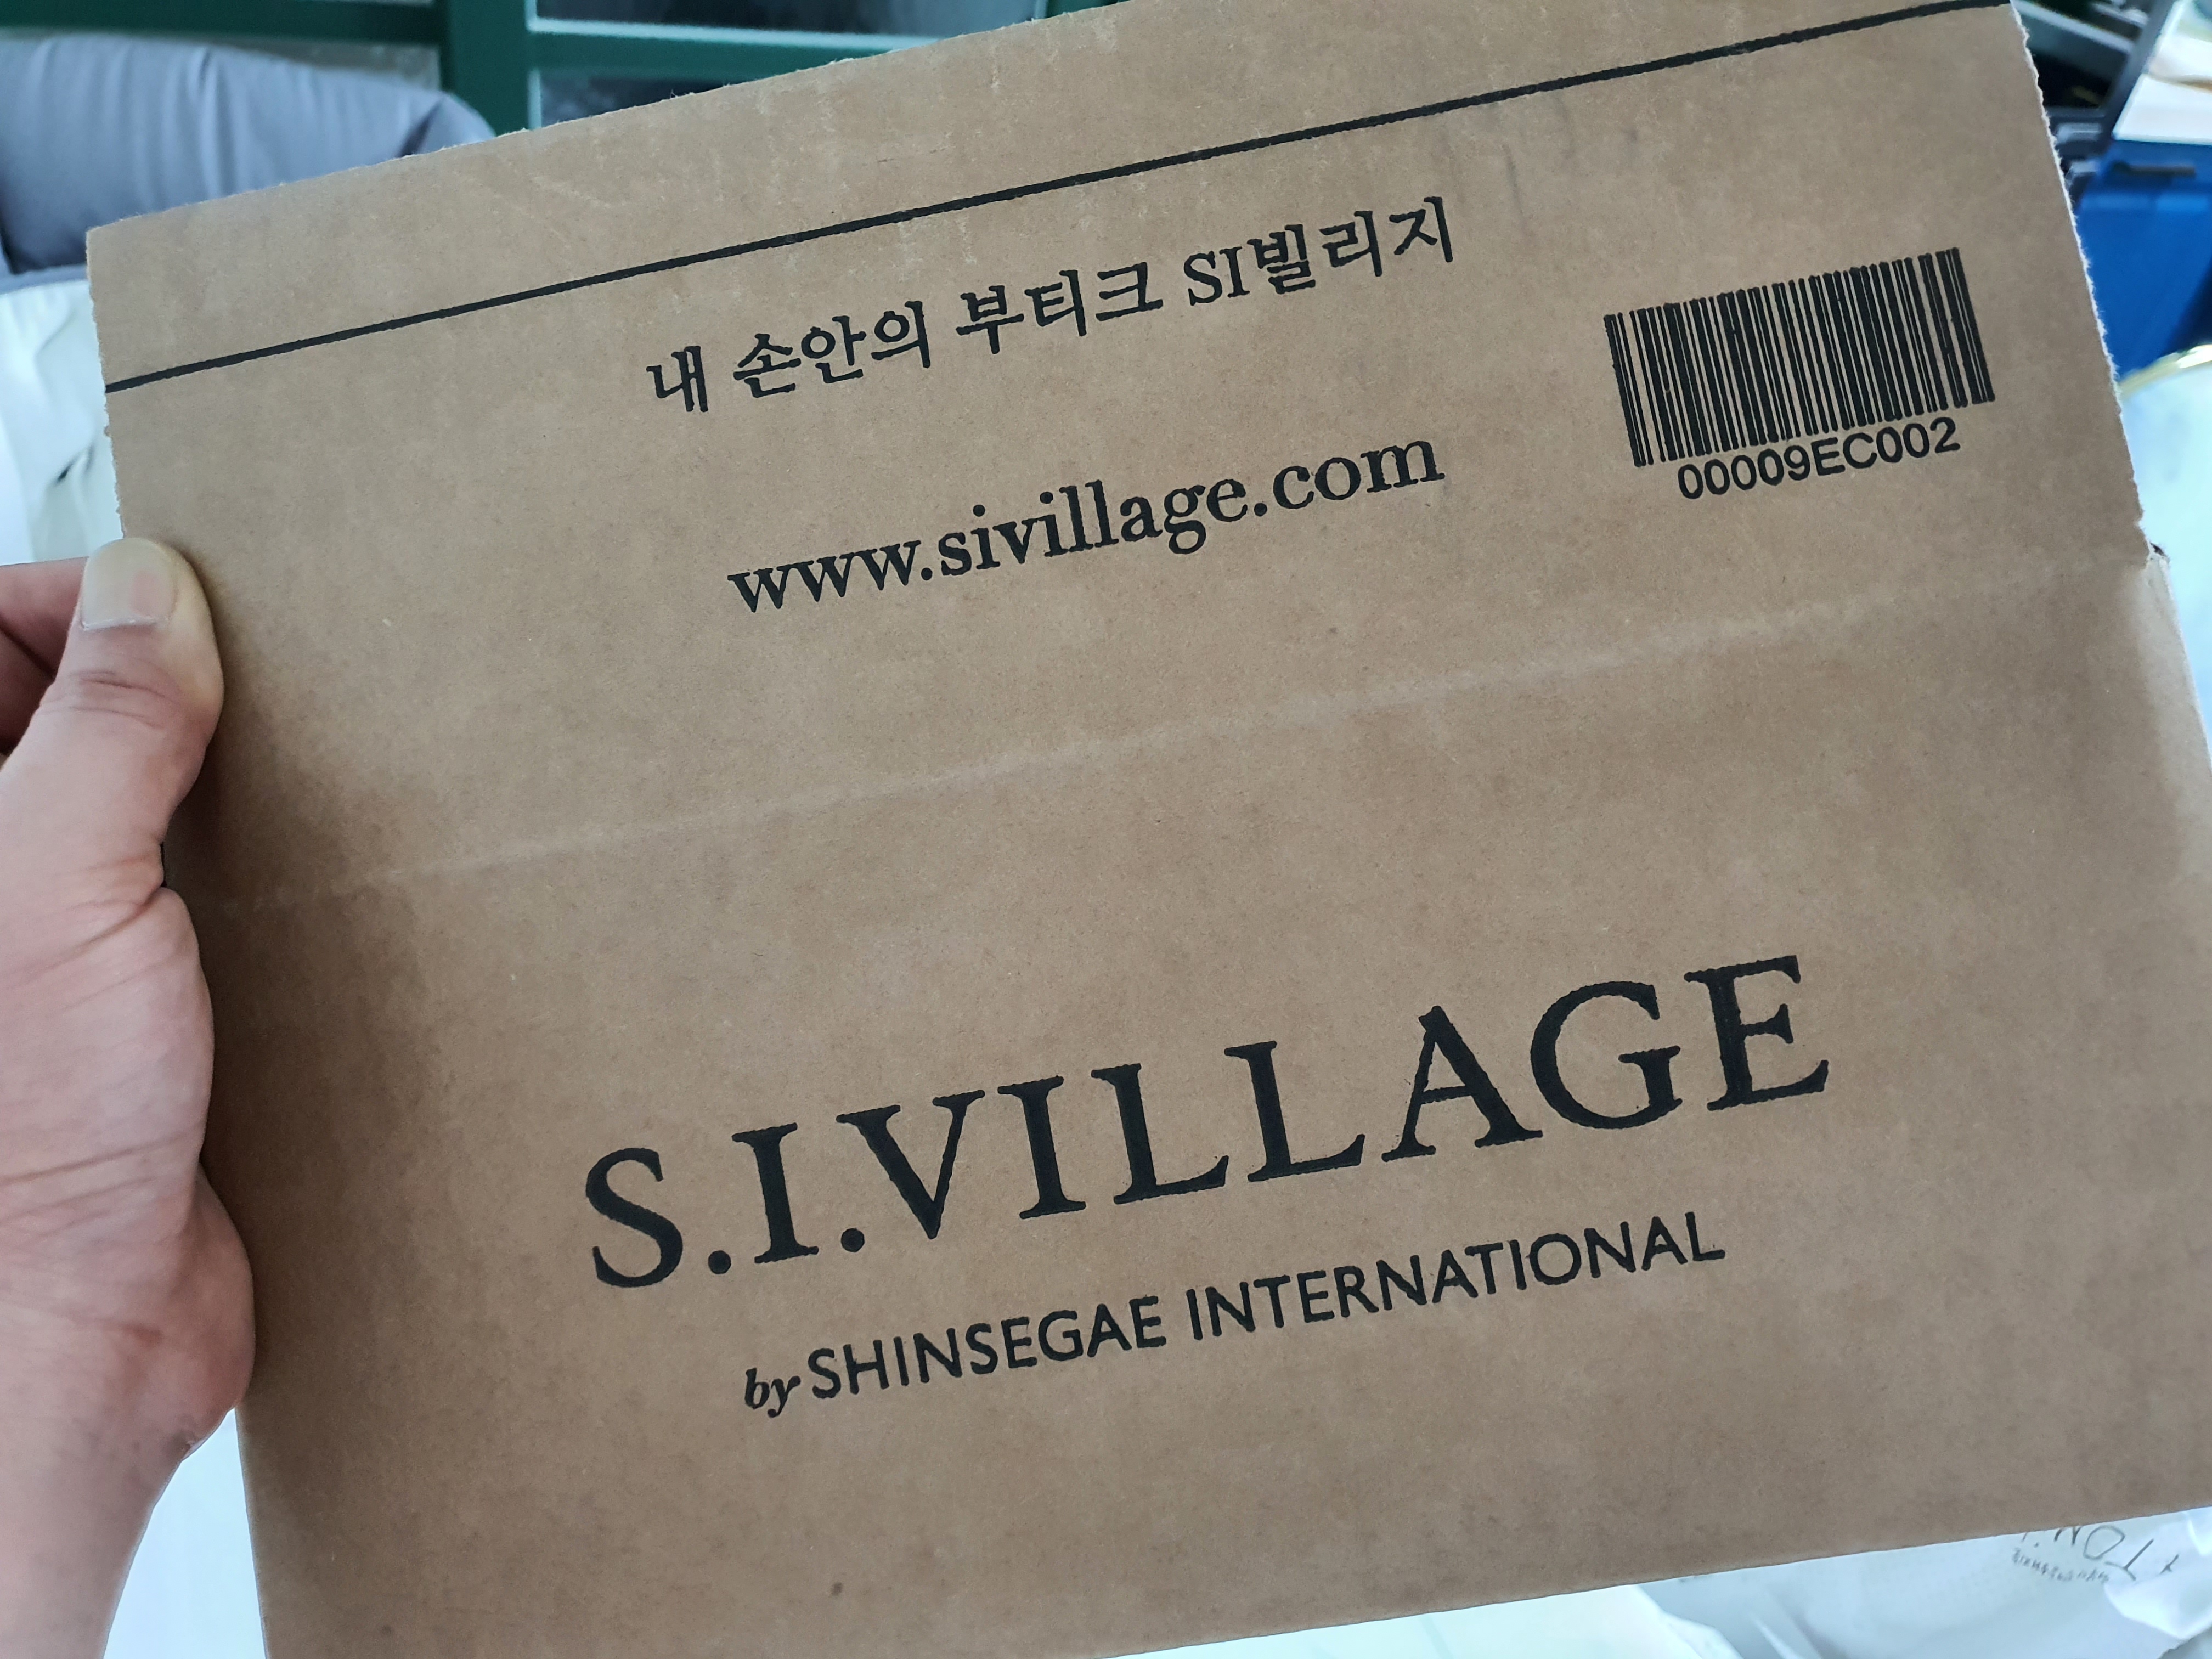 내 손안의 부티크 SI빌리지
www.sivillage.com
00009EC002
S.I.VILLAGE
by SHINSEGAE INTERNATIONAL